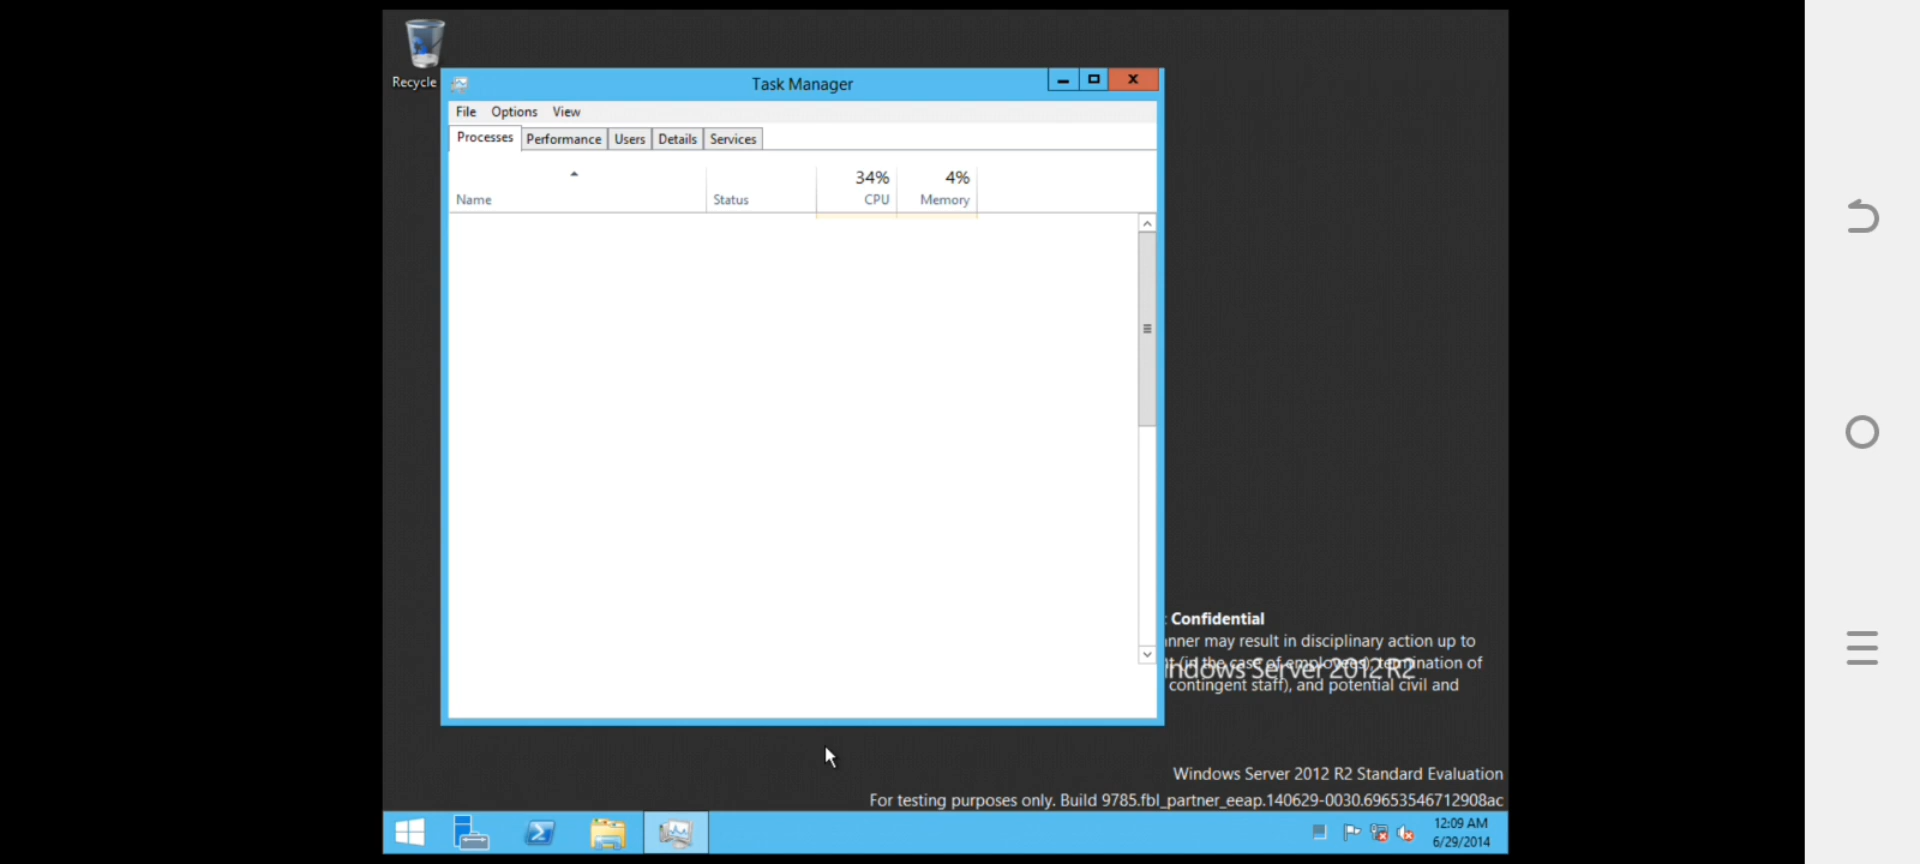 Recycle
Task Manager
File Options View
Processes Performance Users Details Services
34% 4%
Name Status CPU Memory
Confidential
nner may result in disciplinary action up to
(in the case of employees), termination of
ndows Server 2012 R2
contingent staff), and potential civil and
Windows Server 2012 R2 Standard Evaluation
For testing purposes only. Build 9785.fbl_partner_eeap.140629-0030.69653546712908ac
12:09 AM
6/29/2014